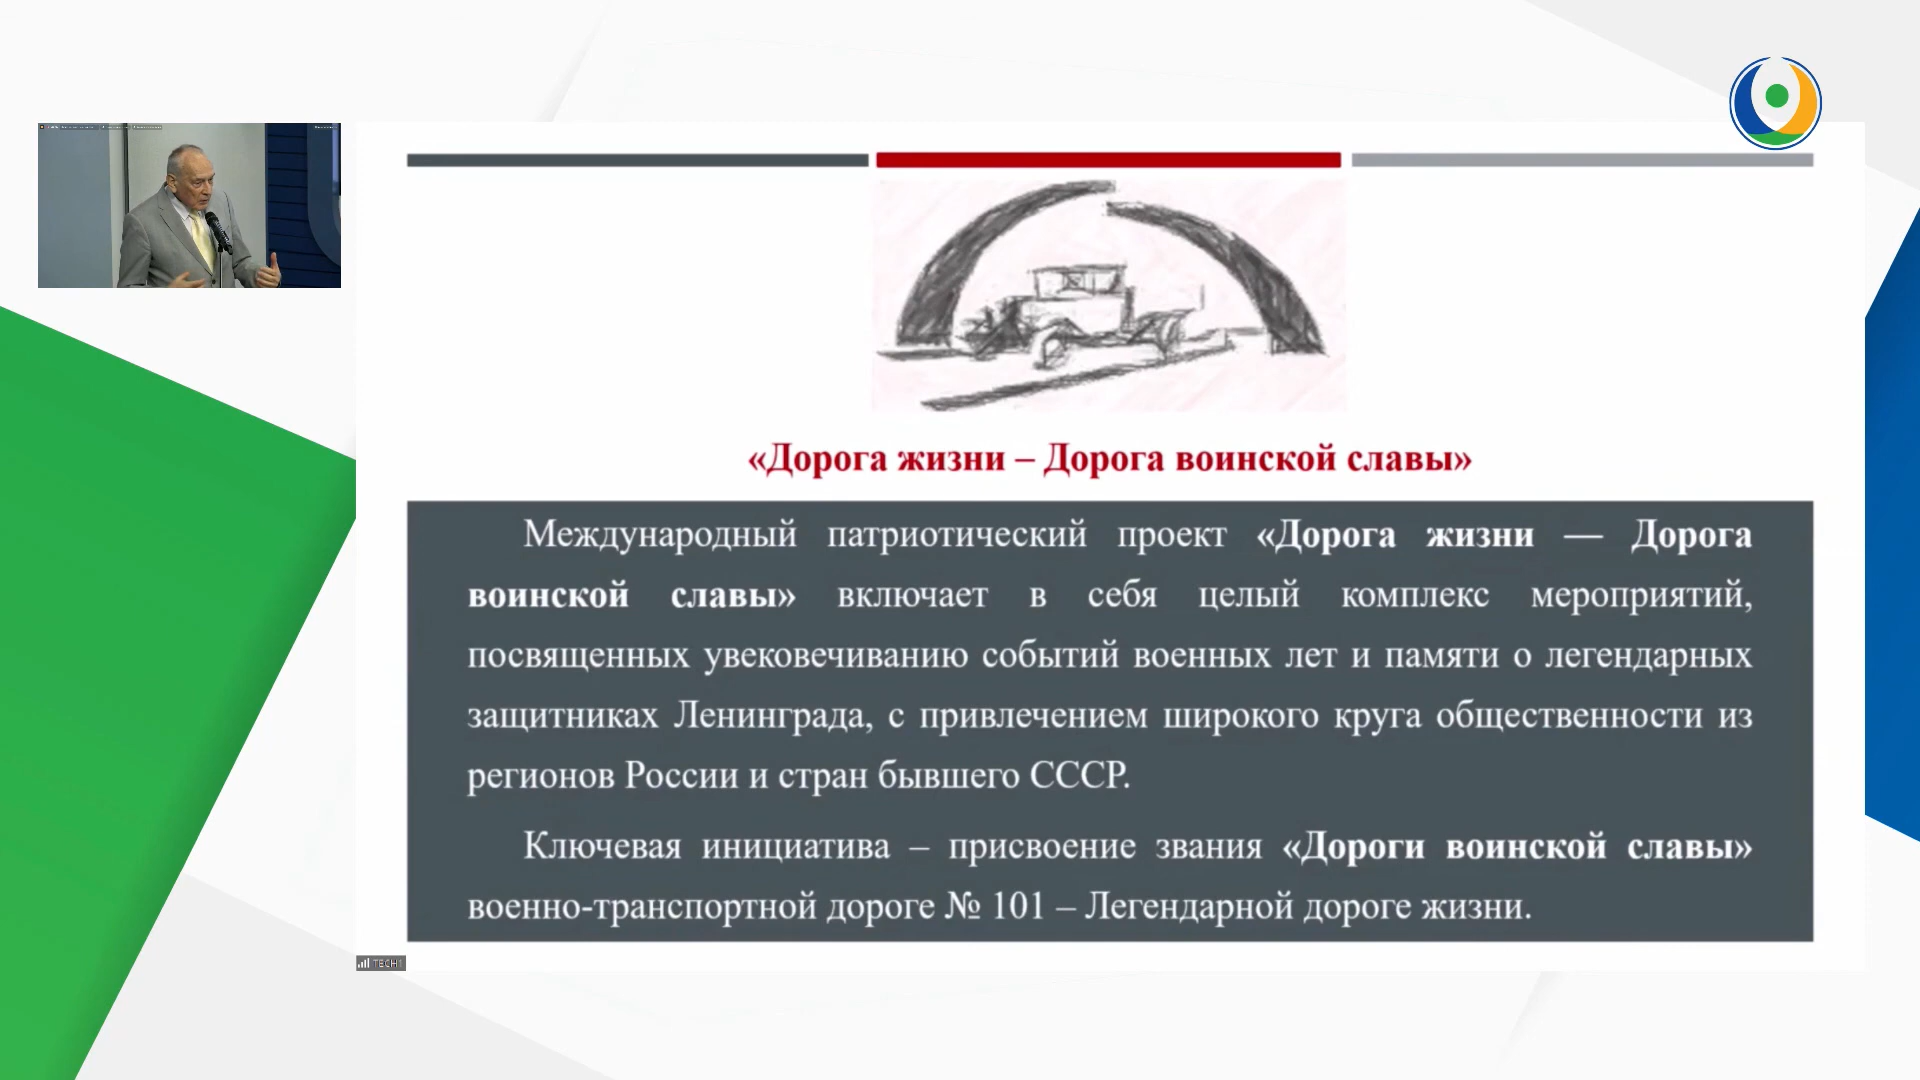 «Дорога жизни – Дорога воинской славы»
Международный патриотический проект «Дорога жизни — Дорога
воинской славы» включает в себя целый комплекс мероприятий,
посвященных увековечиванию событий военных лет и памяти о легендарных
защитниках Ленинграда, с привлечением широкого круга общественности из
регионов России и стран бывшего СССР.
Ключевая инициатива – присвоение звания «Дороги воинской славы»
военно-транспортной дороге № 101 – Легендарной дороге жизни.
TECH1